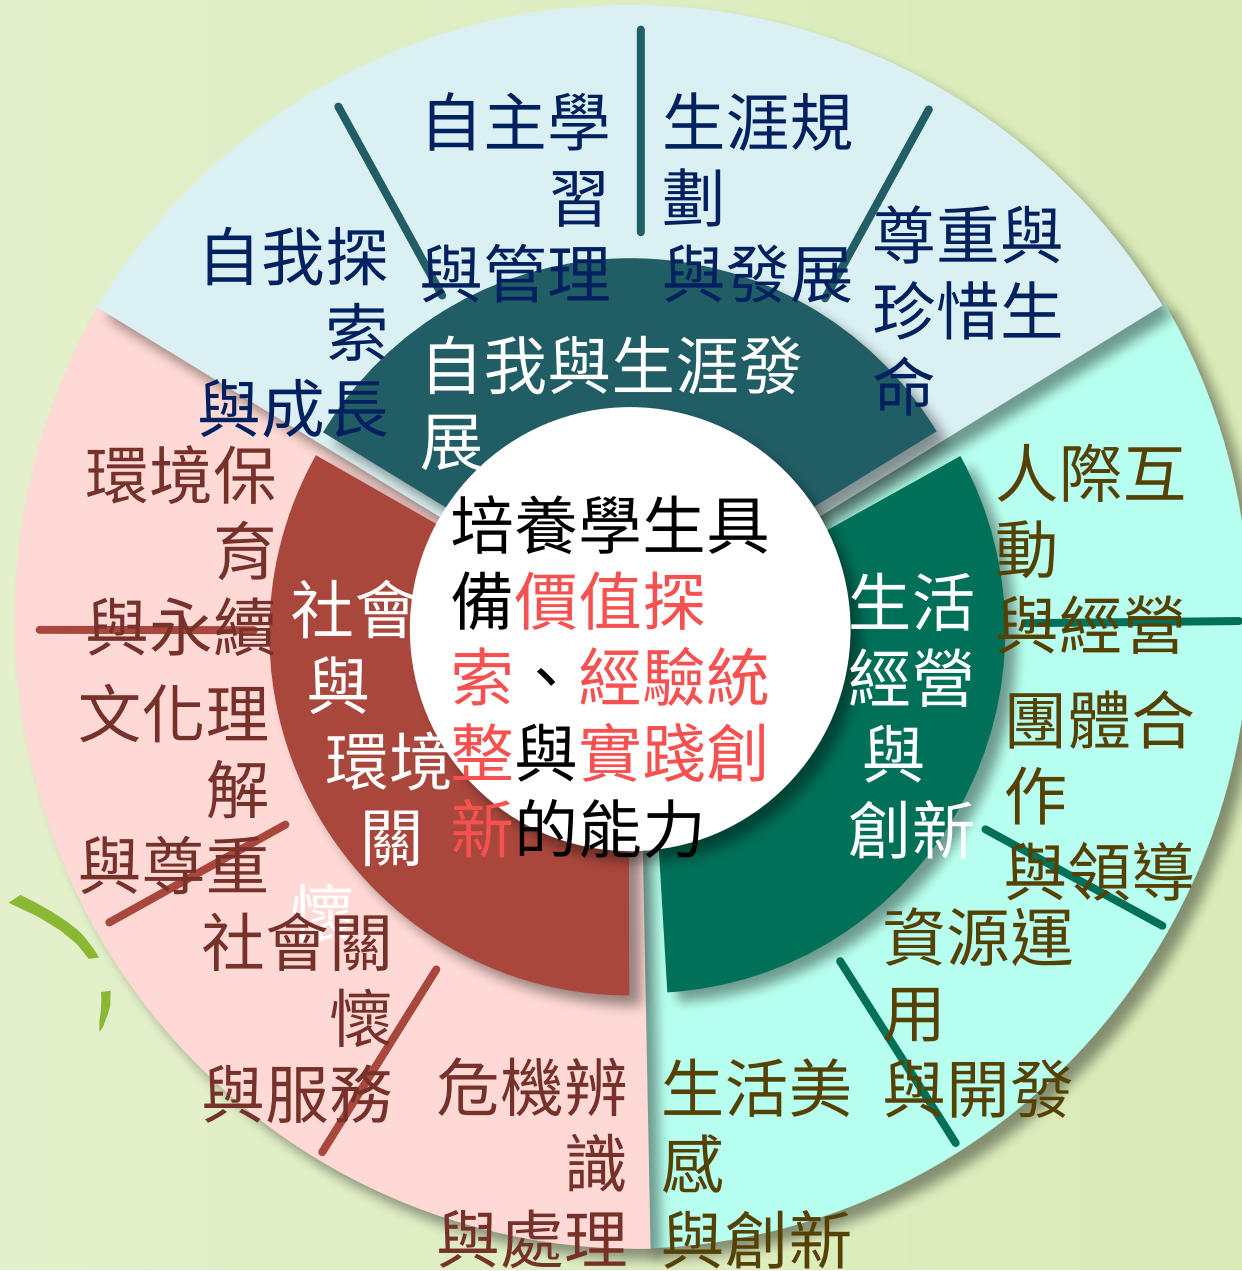 自主學
習
與管理
生涯規
劃
與發展
自我探
索
與成長
尊重與
珍惜生
命
自我與生涯發
展
培養學生具
備價值探
索、經驗統
整與實踐創
新的能力
環境保
育
與永續
社會
與
環境
關
懷
生活
經營
與
創新
人際互
動
與經營
文化理
解
與尊重
團體合
作
與領導
社會關
懷
與服務
資源運
用
與開發
危機辨
識
與處理
生活美
感
與創新